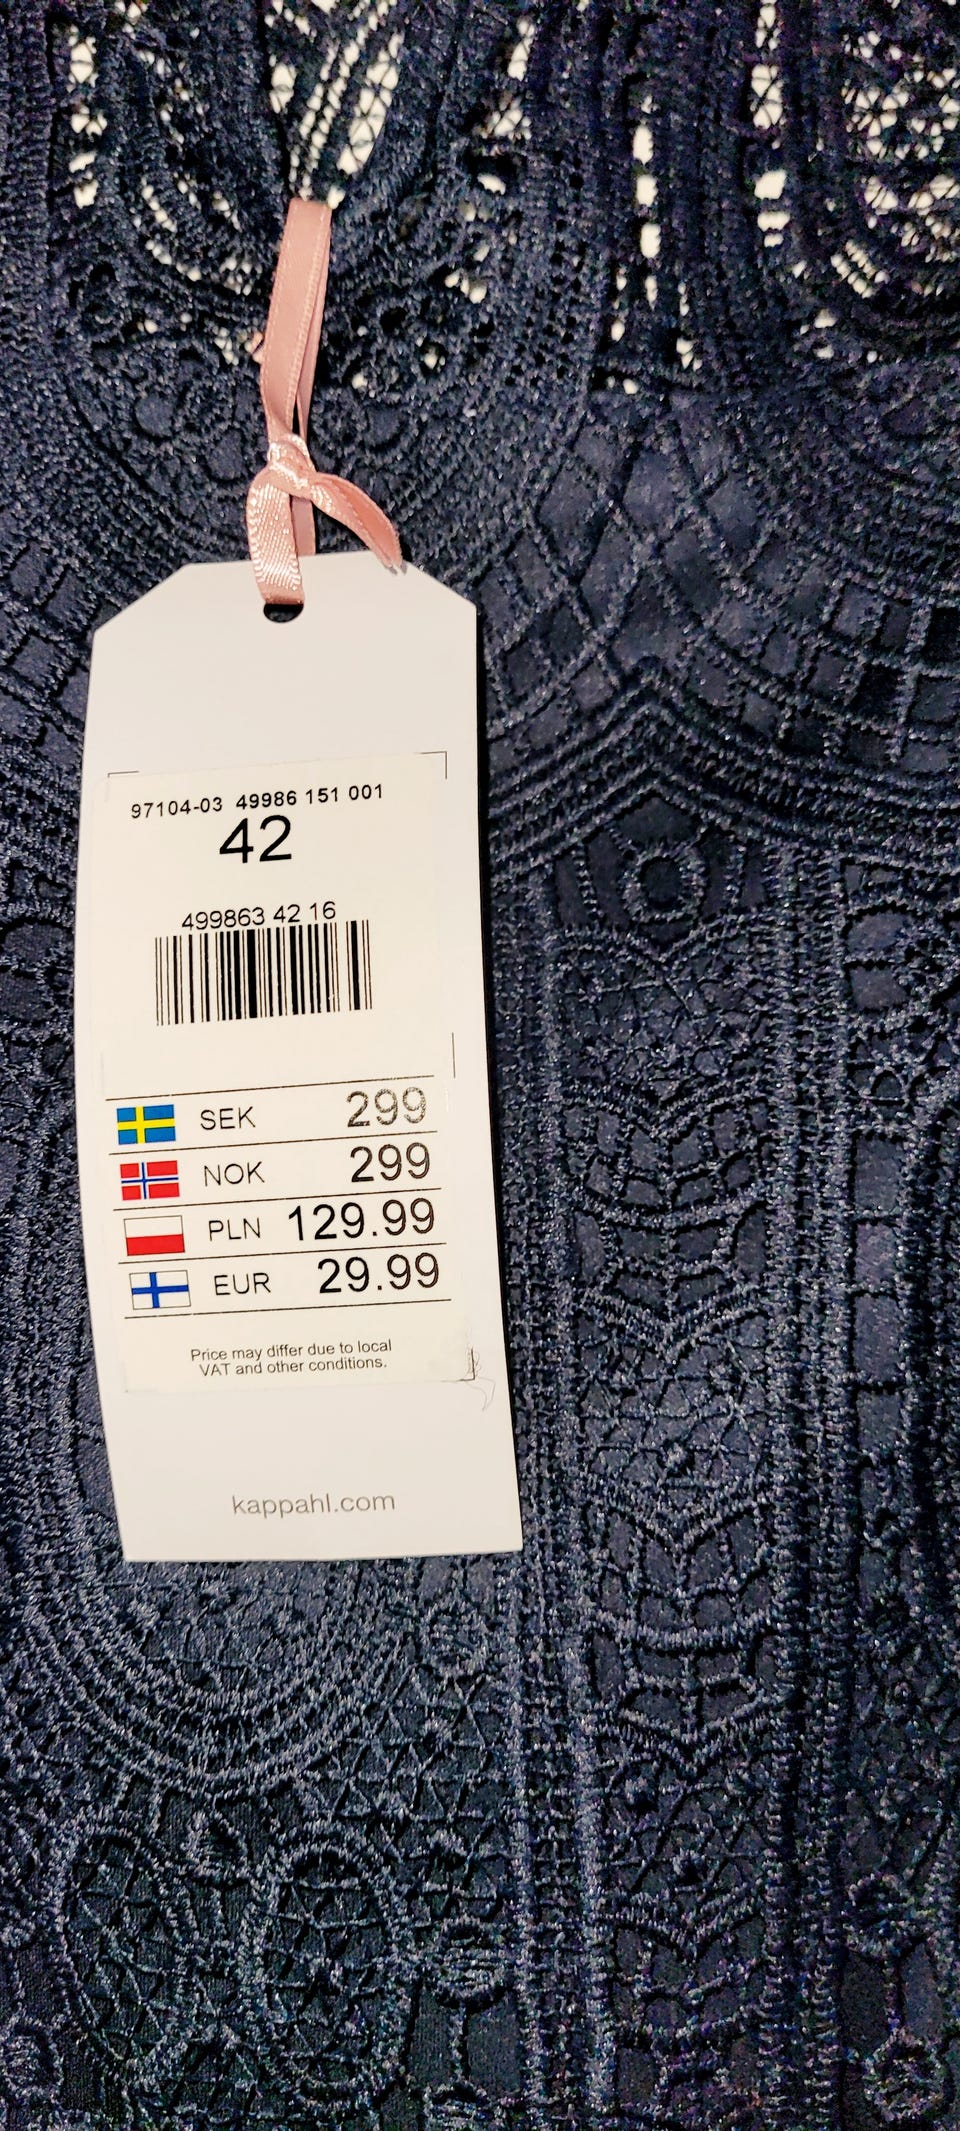 97104-03 49986 151 001
42
499863 42 16
SEK 299
NOK 299
PLN 129.99
EUR 29.99
Price may differ due to local
VAT and other conditions.
kappahl.com